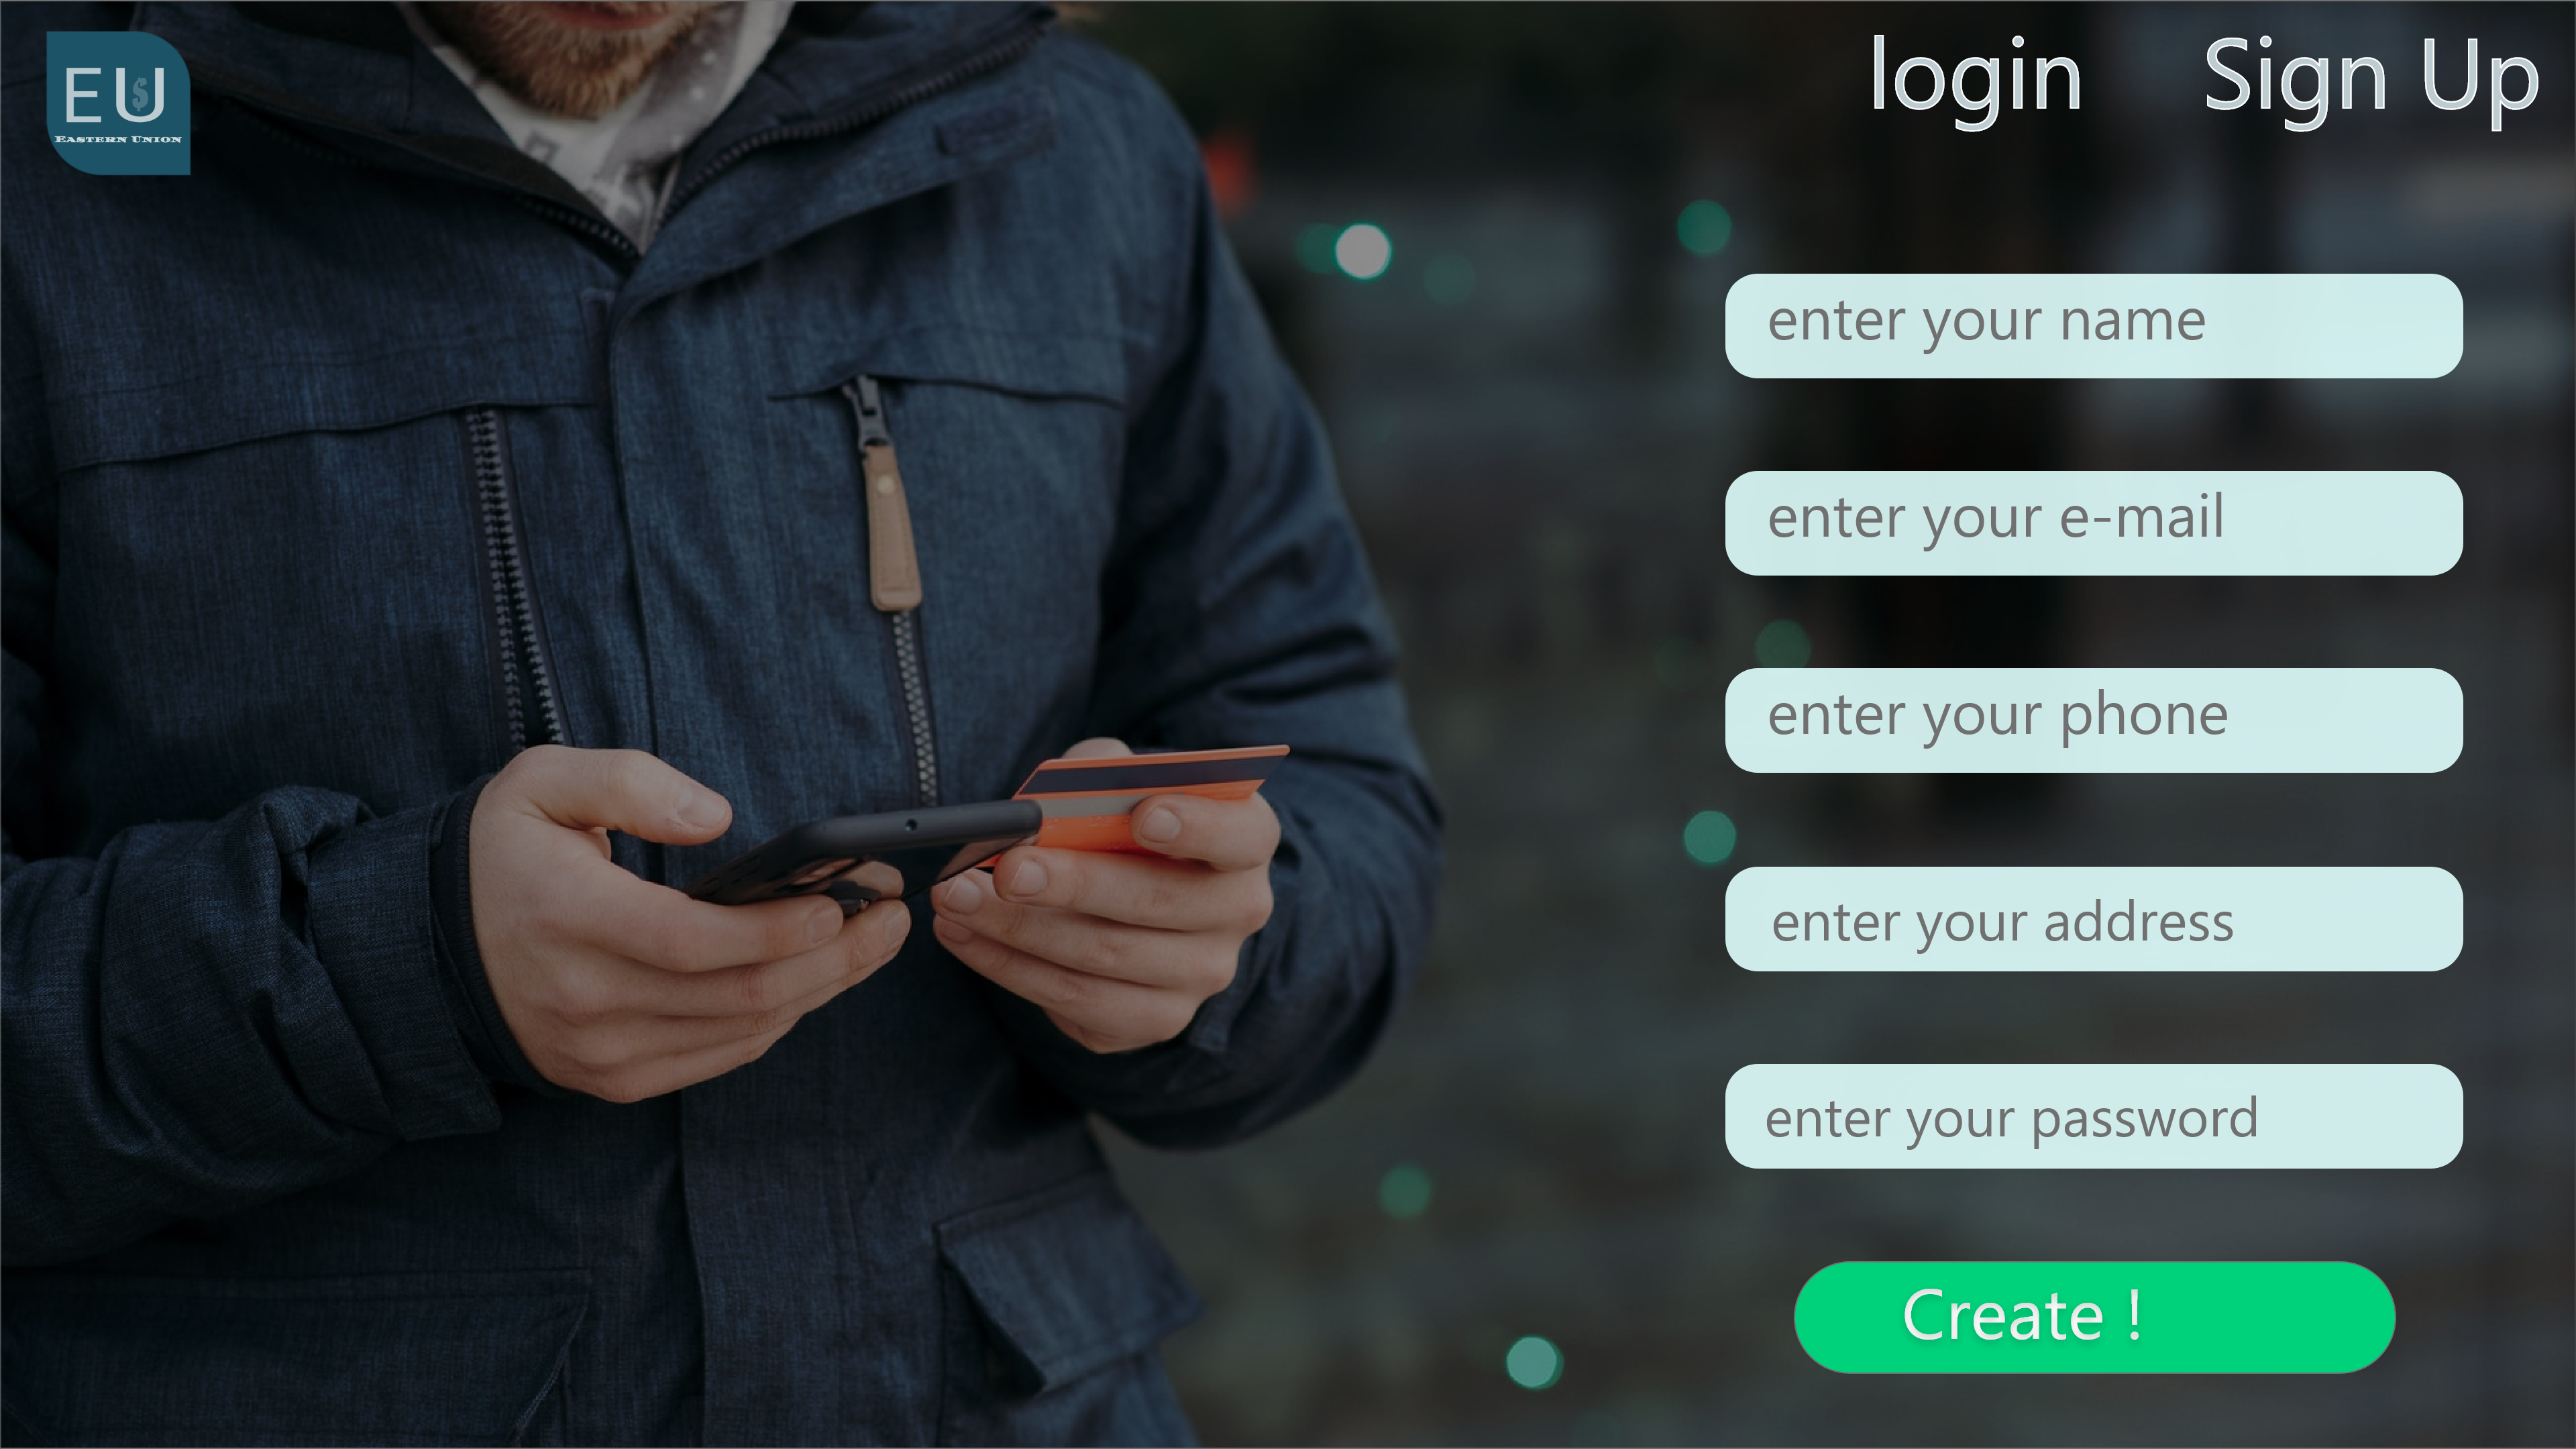 EU
$
EASTERN UNION
login
Sign Up
enter your name
enter your e-mail
enter your phone
enter your address
enter your password
Create !